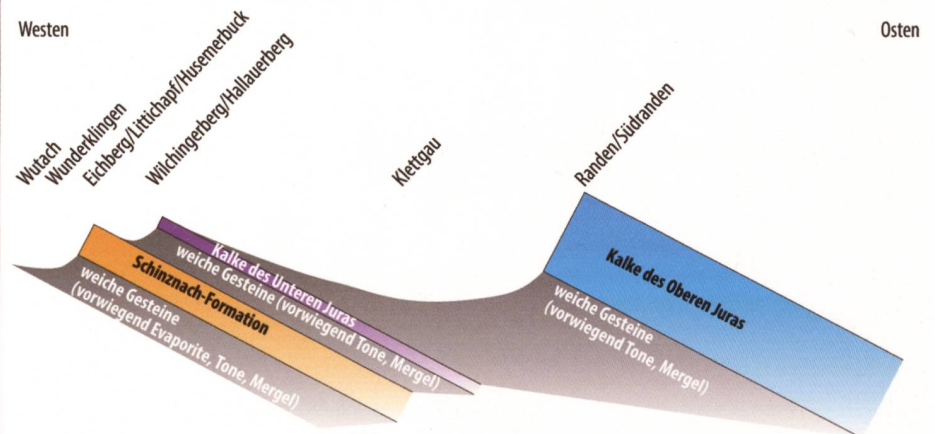 Westen
Osten
Wutach
Wunderklingen
Eichberg/Littichapf/Husemerbuck
Wilchingerberg/Hallauerberg
Klettgau
Randen/Südranden
Kalke des Unteren Juras
weiche Gesteine (vorwiegend Tone, Mergel)
Schinznach-Formation
weiche Gesteine
(vorwiegend Evaporite, Tone, Mergel)
Kalke des Oberen Juras
weiche Gesteine
(vorwiegend Tone, Mergel)